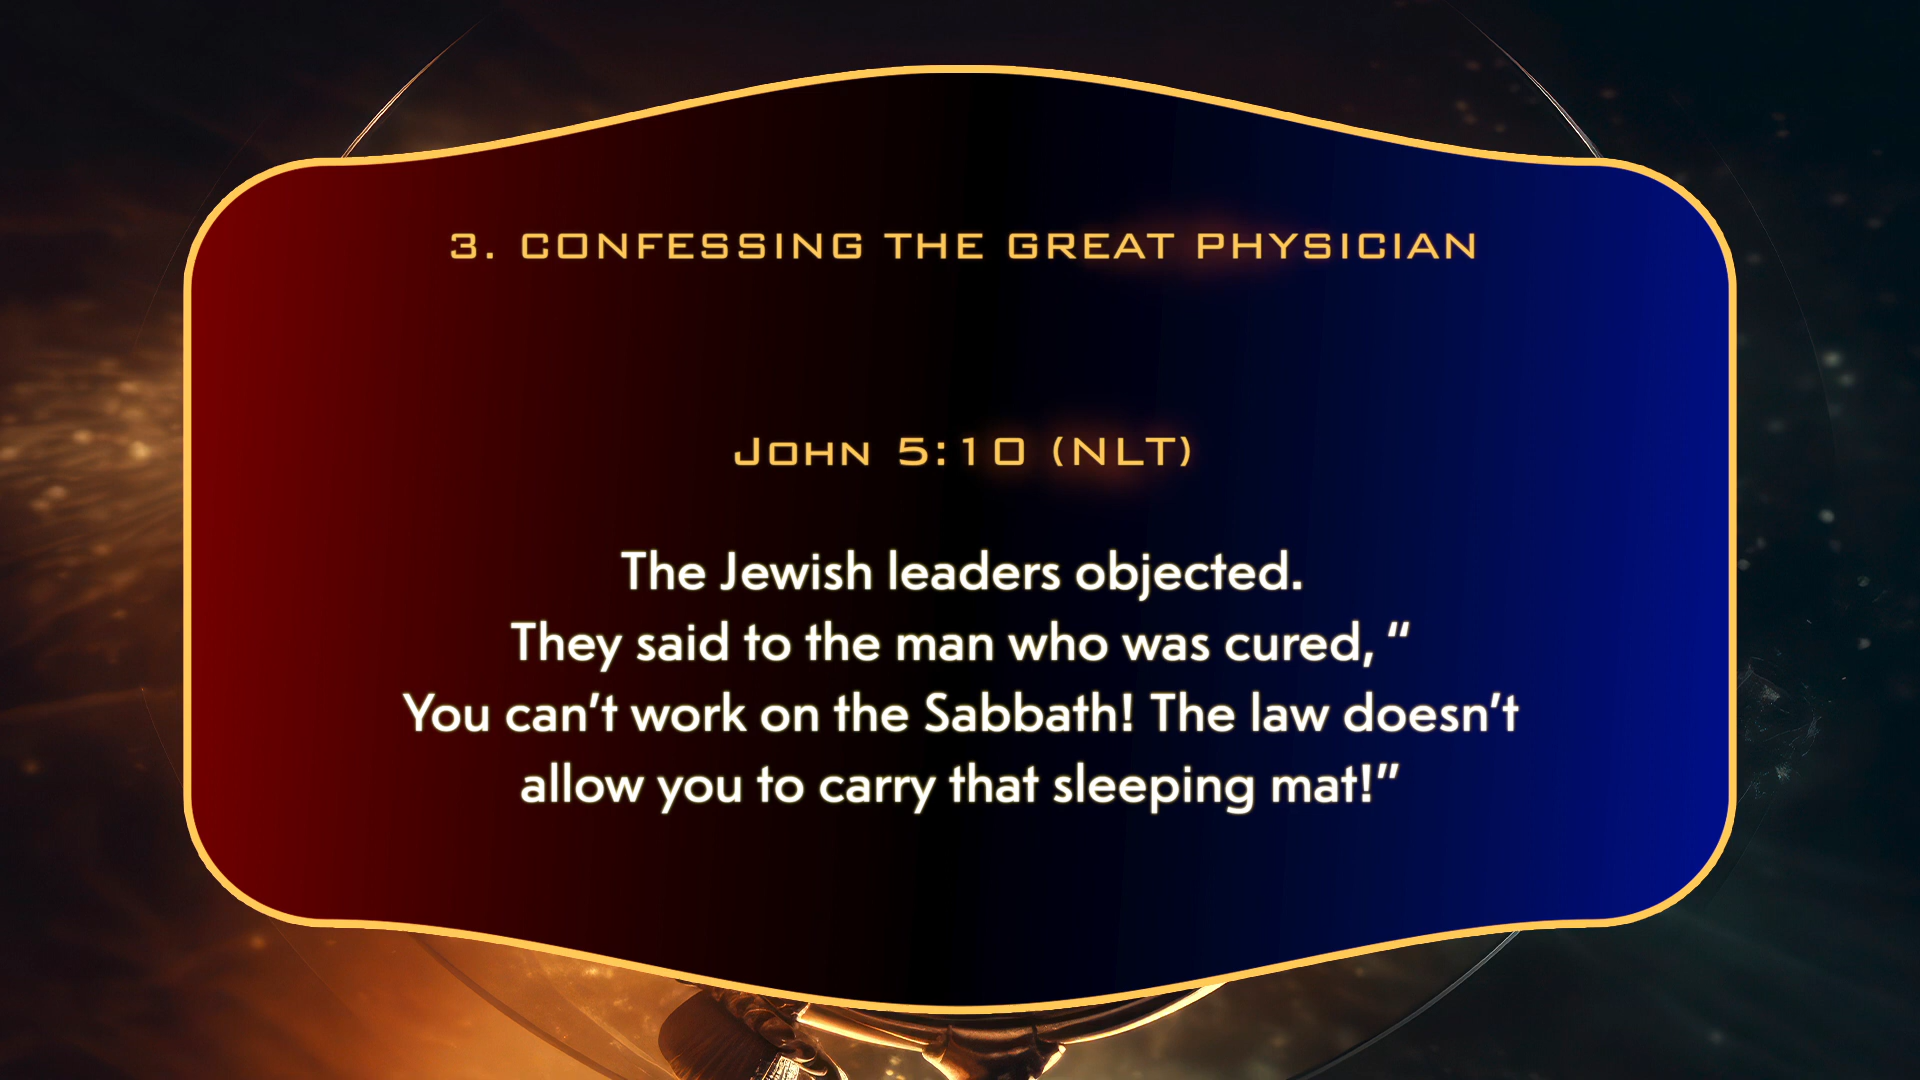 3. CONFESSING THE GREAT PHYSICIAN
John 5:10 (NLT)
The Jewish leaders objected.
They said to the man who was cured, “
You can’t work on the Sabbath! The law doesn’t
allow you to carry that sleeping mat!”